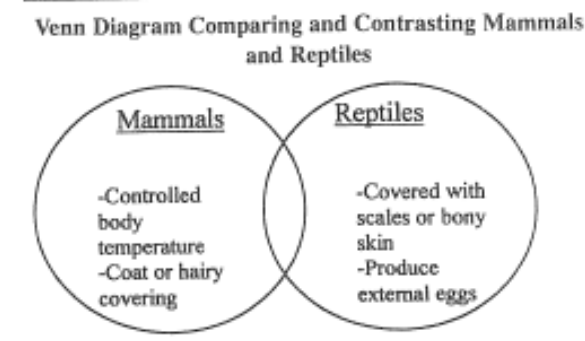 Venn Diagram Comparing and Contrasting Mammals
and Reptiles
Mammals
-Controlled
body
temperature
-Coat or hairy
covering
Reptiles
-Covered with
scales or bony
skin
-Produce
external eggs